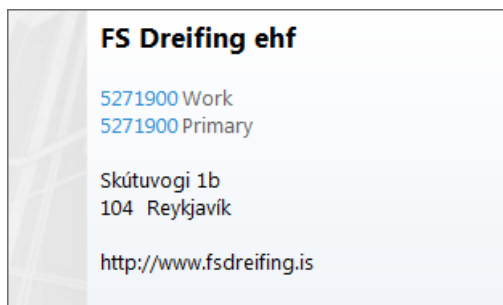 FS Dreifing ehf
5271900 Work
5271900 Primary
Skútuvogi 1b
104 Reykjavík
http://www.fsdreifing.is